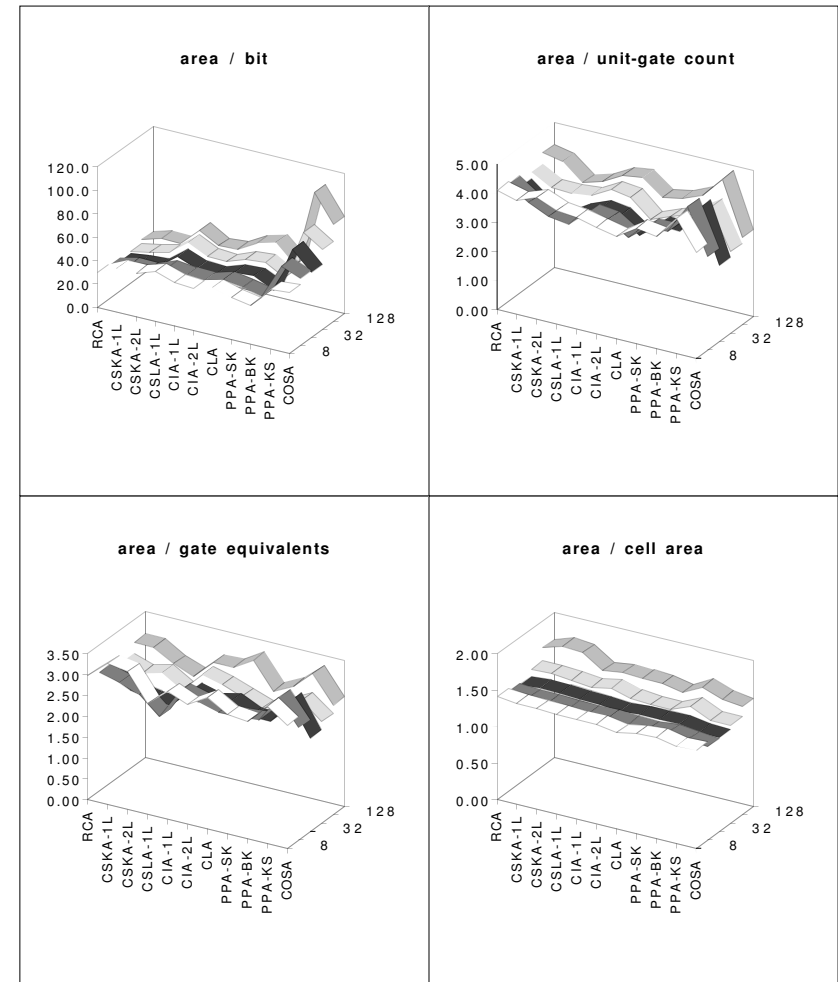 area / bit
120.0
100.0
80.0
60.0
40.0
20.0
0.0
RCA
CSKA-1L
CSKA-2L
CSLA-1L
CIA-1L
CIA-2L
CLA
PPA-SK
PPA-BK
PPA-KS
COSA
8
32
128
area / unit-gate count
5.00
4.00
3.00
2.00
1.00
0.00
RCA
CSKA-1L
CSKA-2L
CSLA-1L
CIA-1L
CIA-2L
CLA
PPA-SK
PPA-BK
PPA-KS
COSA
8
32
128
area / gate equivalents
3.50
3.00
2.50
2.00
1.50
1.00
0.50
0.00
RCA
CSKA-1L
CSKA-2L
CSLA-1L
CIA-1L
CIA-2L
CLA
PPA-SK
PPA-BK
PPA-KS
COSA
8
32
128
area / cell area
2.00
1.50
1.00
0.50
0.00
RCA
CSKA-1L
CSKA-2L
CSLA-1L
CIA-1L
CIA-2L
CLA
PPA-SK
PPA-BK
PPA-KS
COSA
8
32
128